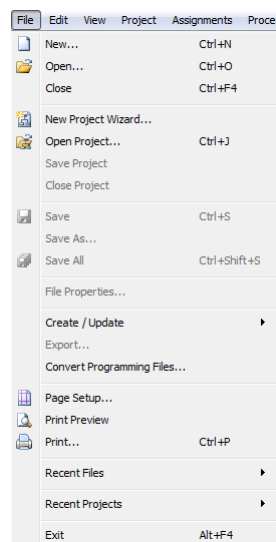 File Edit View Project Assignments Proce
New... Ctrl+N
Open... Ctrl+O
Close Ctrl+F4
New Project Wizard...
Open Project... Ctrl+J
Save Project
Close Project
Save Ctrl+S
Save As...
Save All Ctrl+Shift+S
File Properties...
Create / Update
Export...
Convert Programming Files...
Page Setup...
Print Preview
Print... Ctrl+P
Recent Files
Recent Projects
Exit Alt+F4